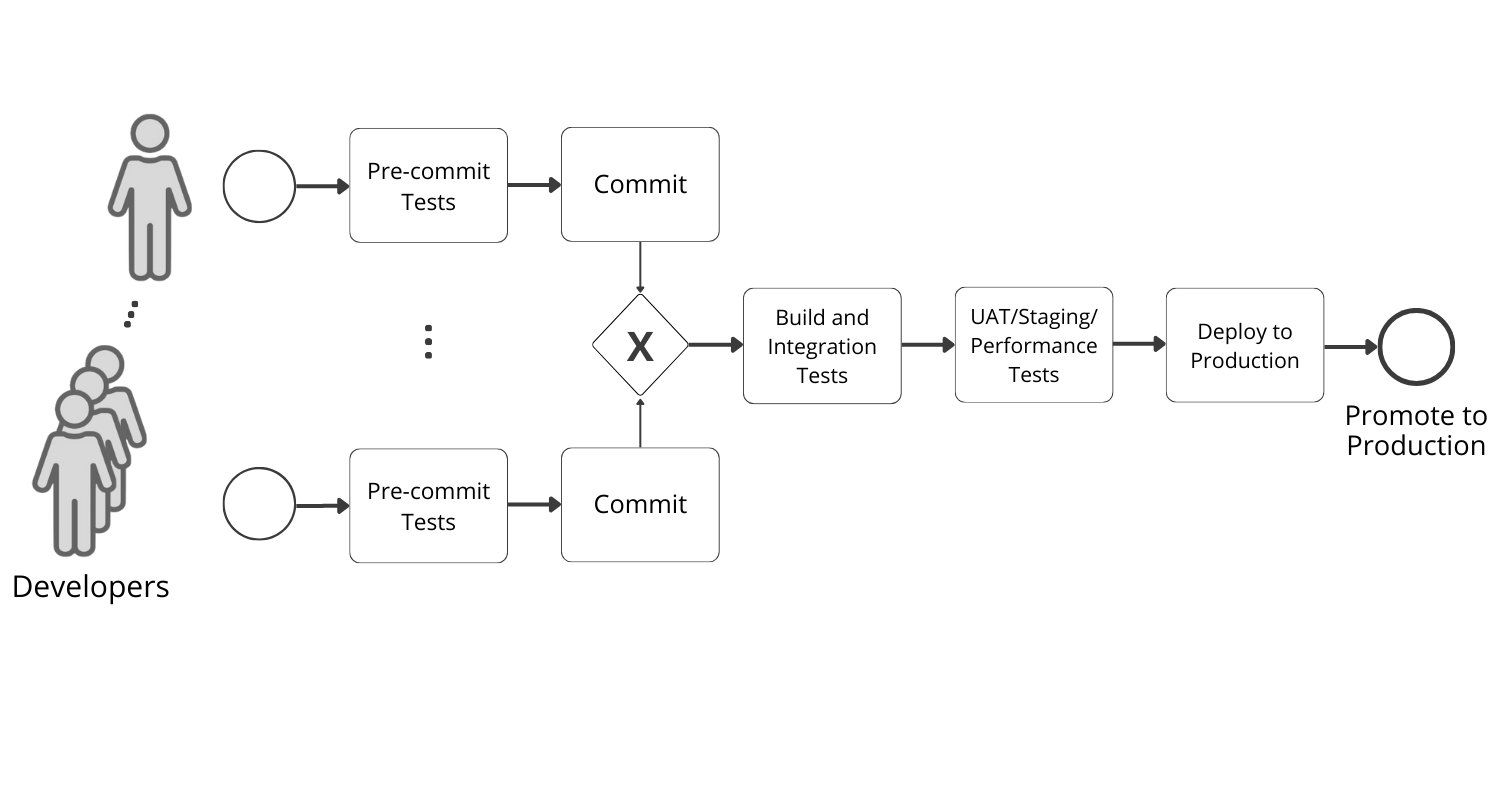 Pre-commit
Tests
Commit
X
Build and
Integration
Tests
UAT/Staging/
Performance
Tests
Deploy to
Production
Promote to
Production
Pre-commit
Tests
Commit
Developers